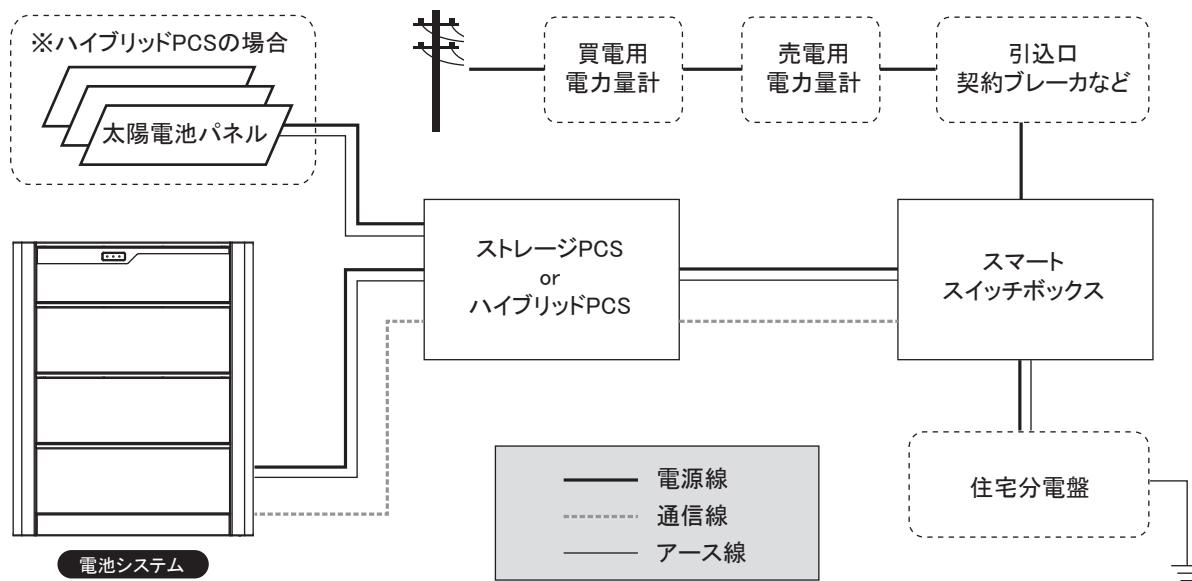 ※ハイブリッドPCSの場合
太陽電池パネル
買電用
電力量計
売電用
電力量計
引込口
契約ブレーカなど
ストレージPCS
or
ハイブリッドPCS
スマート
スイッチボックス
電源線
通信線
アース線
住宅分電盤
電池システム